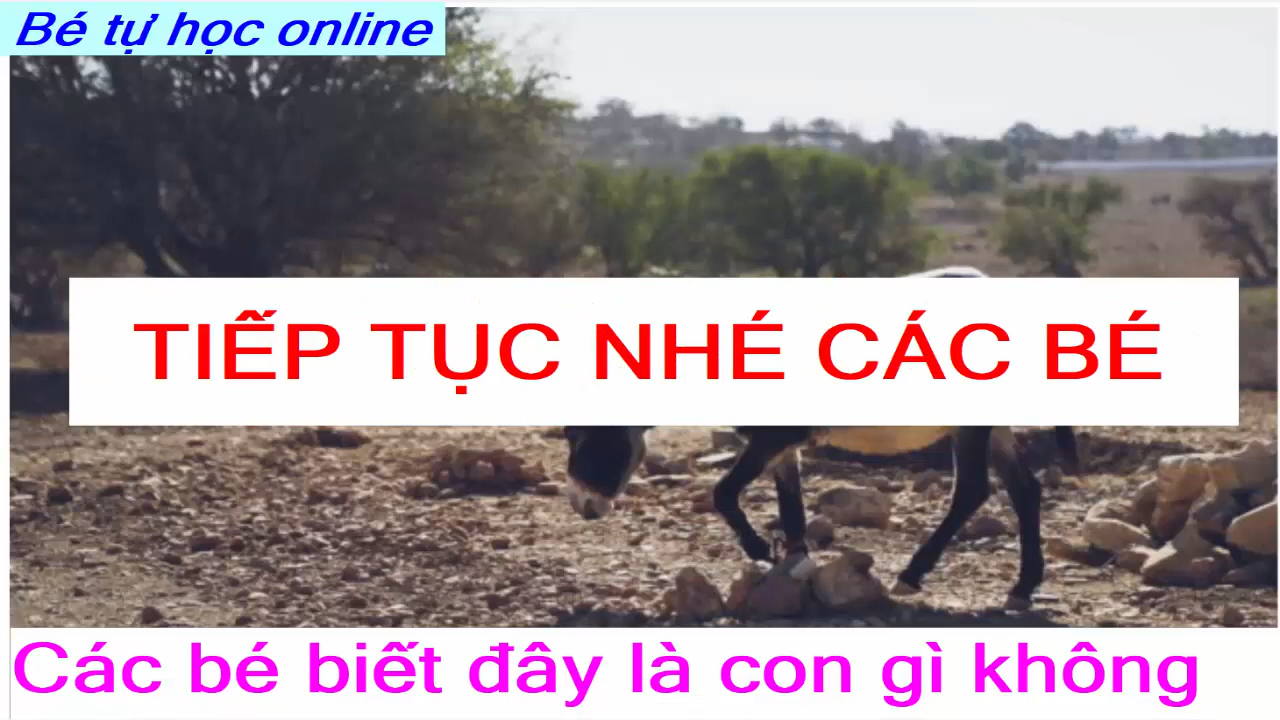 Bé tự học online
TIẾP TỤC NHÉ CÁC BÉ
Các bé biết đây là con gì không